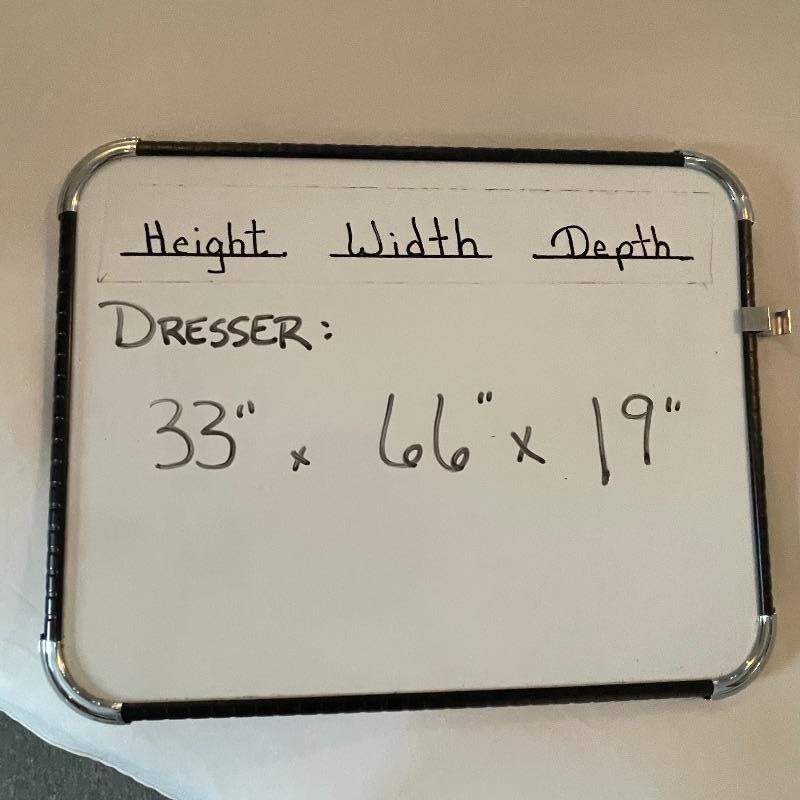 Height Width Depth
DRESSER:
33" x 66" x 19"